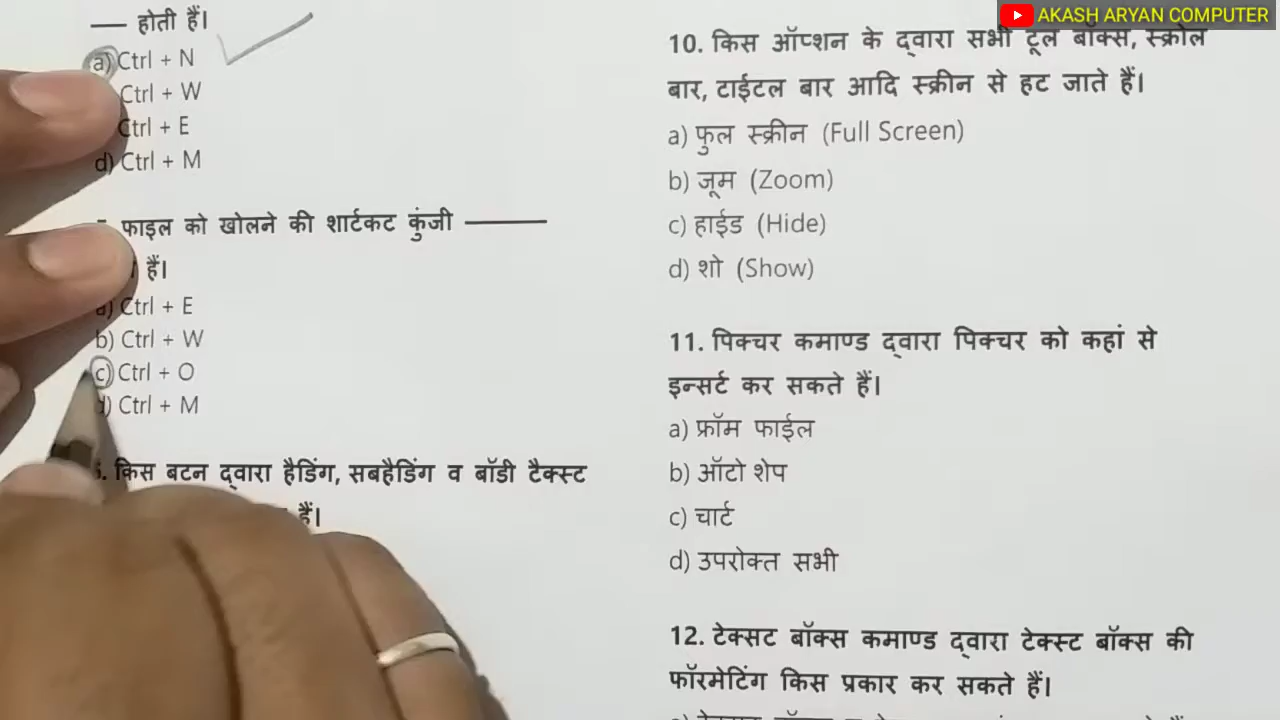 होती हैं।
a) Ctrl + N
Ctrl + W
Ctrl + E
d) Ctrl + M
फाइल को खोलने की शार्टकट कुंजी
हैं।
a) Ctrl + E
b) Ctrl + W
c) Ctrl + O
d) Ctrl + M
किस बटन द्वारा हैडिंग, सबहैडिंग व बॉडी टैक्स्ट
हैं।
AKASH ARYAN COMPUTER
10. किस ऑप्शन के द्वारा सभी टूल बॉक्स, स्क्रोल
बार, टाईटल बार आदि स्क्रीन से हट जाते हैं।
a) फुल स्क्रीन (Full Screen)
b) जूम (Zoom)
c) हाईड (Hide)
d) शो (Show)
11. पिक्चर कमाण्ड द्वारा पिक्चर को कहां से
इन्सर्ट कर सकते हैं।
a) फ्रॉम फाईल
b) ऑटो शेप
c) चार्ट
d) उपरोक्त सभी
12. टेक्सट बॉक्स कमाण्ड द्वारा टेक्स्ट बॉक्स की
फॉरमेटिंग किस प्रकार कर सकते हैं।